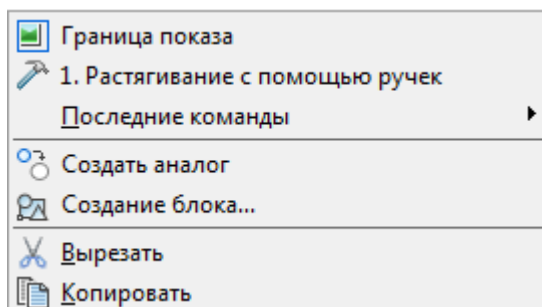 Граница показа
1. Растягивание с помощью ручек
Последние команды
Создать аналог
Создание блока...
Вырезать
Копировать